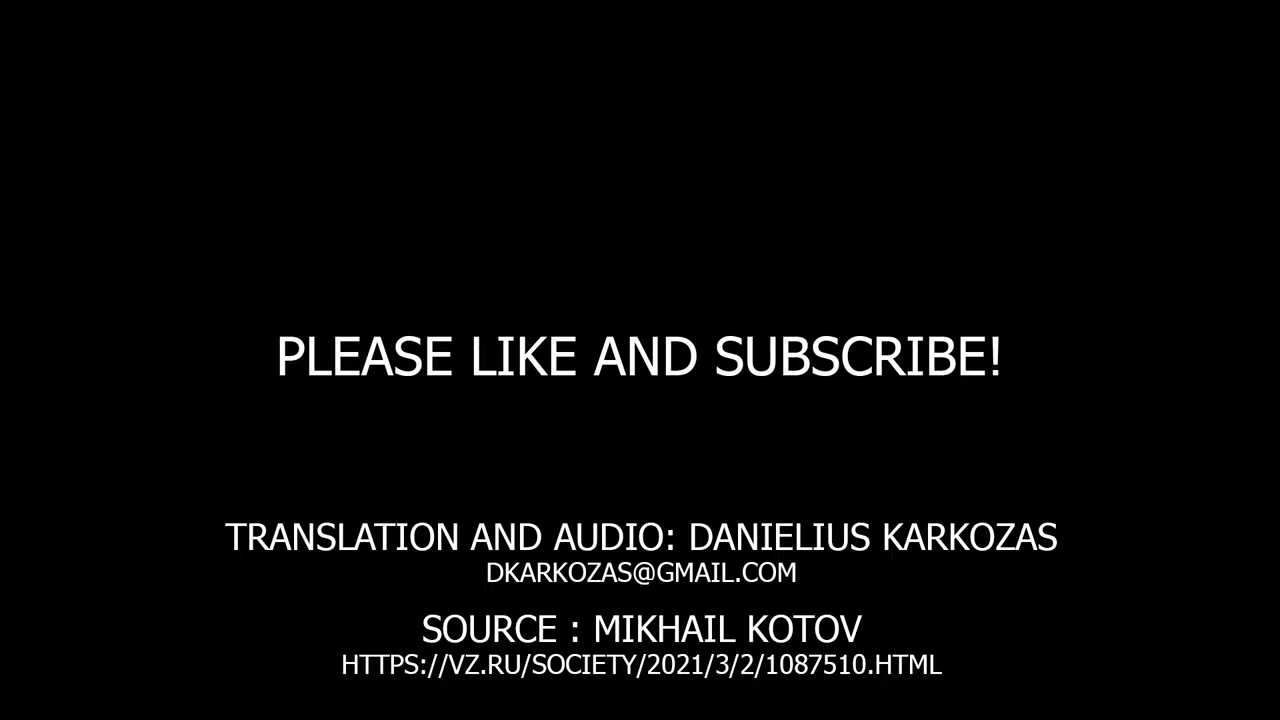 PLEASE LIKE AND SUBSCRIBE!
TRANSLATION AND AUDIO: DANIELIUS KARKOZAS
DKARKOZAS@GMAIL.COM
SOURCE : MIKHAIL KOTOV
HTTPS://VZ.RU/SOCIETY/2021/3/2/1087510.HTML